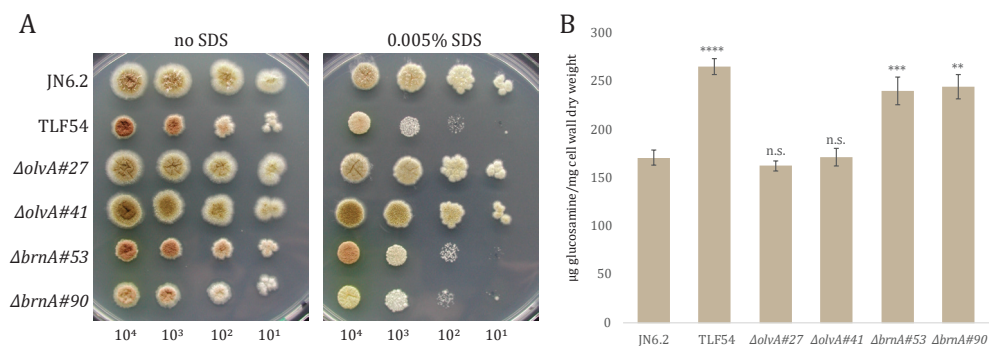 A
no SDS
0.005% SDS
JN6.2
TLF54
ΔolvA#27
ΔolvA#41
ΔbrnA#53
ΔbrnA#90
10⁴ 10³ 10² 10¹
10⁴ 10³ 10² 10¹
B
µg glucosamine/mg cell wall dry weight
300
250
200
150
100
50
0
****
n.s.
n.s.
***
**
JN6.2 TLF54 ΔolvA#27 ΔolvA#41 ΔbrnA#53 ΔbrnA#90